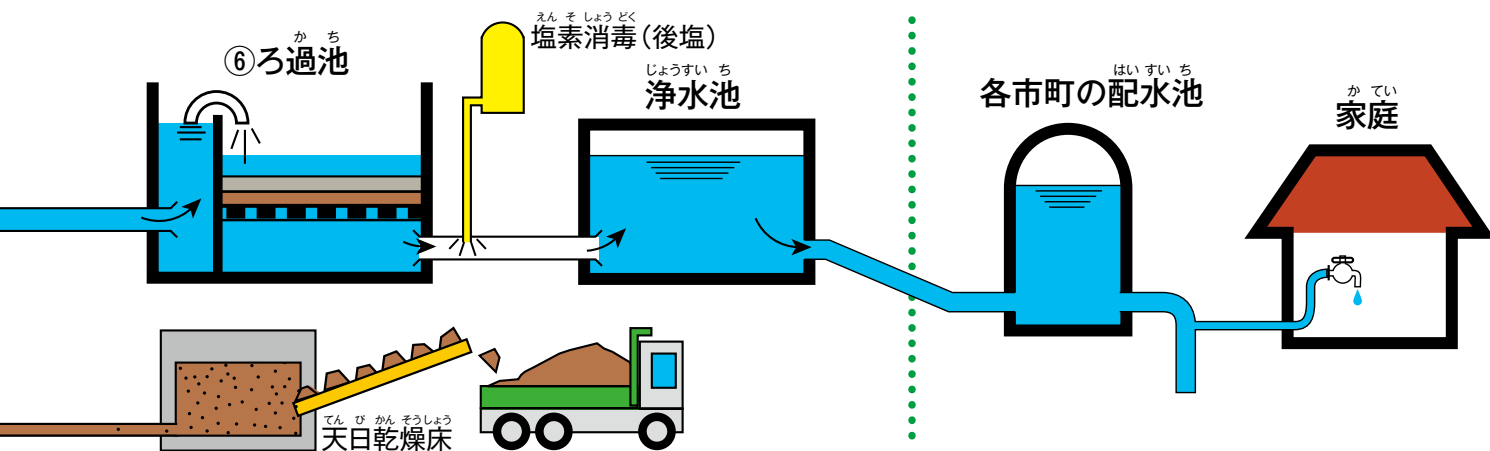 か ち
⑥ろ過池
えん そ しょう どく
塩素消毒（後塩）
じょうすい ち
浄水池
はい すい ち
各市町の配水池
か てい
家庭
てん び かん そうしょう
天日乾燥床